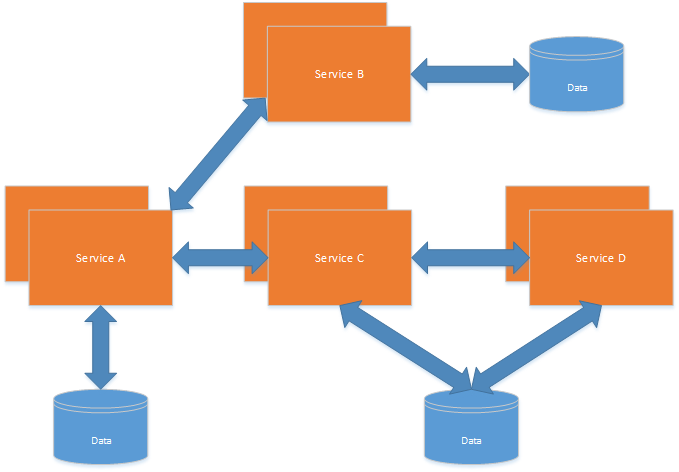 Service B
Data
Service A
Service C
Service D
Data
Data